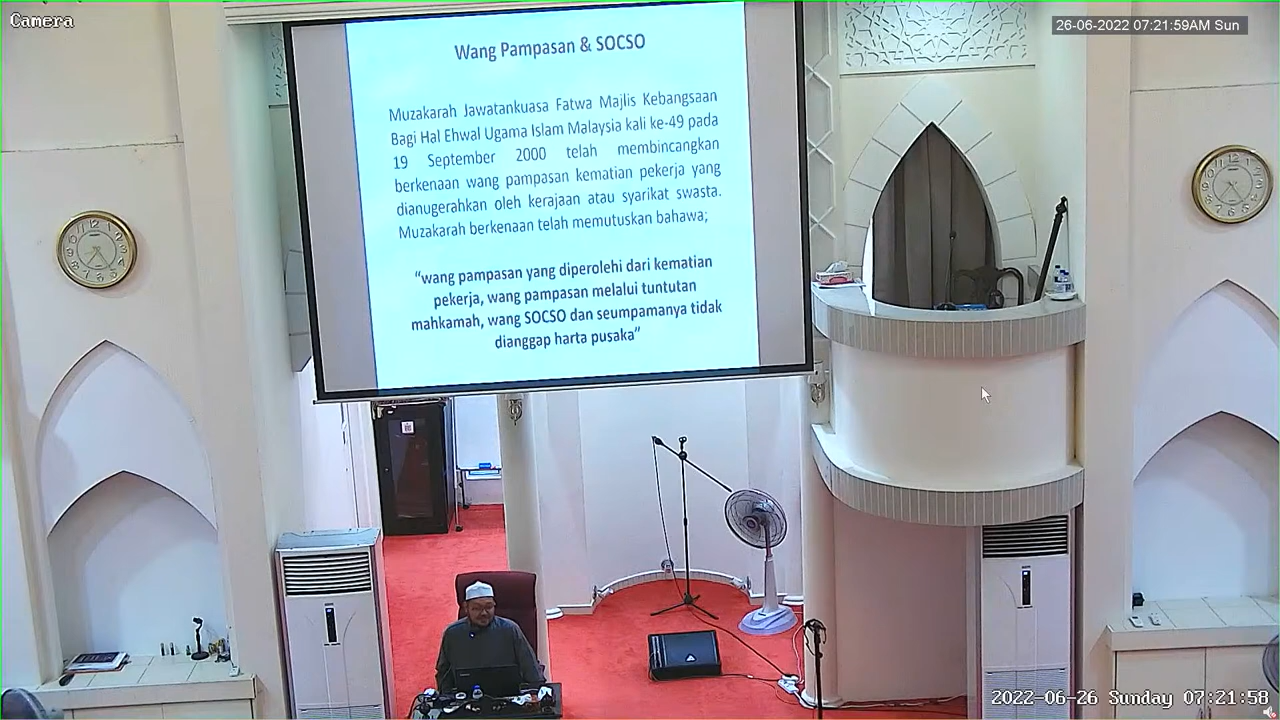 Camera
26-06-2022 07:21:59AM Sun
Wang Pampasan & SOCSO
Muzakarah Jawatankuasa Fatwa Majlis Kebangsaan
Bagi Hal Ehwal Ugama Islam Malaysia kali ke-49 pada
19 September 2000 telah membincangkan
berkenaan wang pampasan kematian pekerja yang
dianugerahkan oleh kerajaan atau syarikat swasta.
Muzakarah berkenaan telah memutuskan bahawa;
“wang pampasan yang diperolehi dari kematian
pekerja, wang pampasan melalui tuntutan
mahkamah, wang SOCSO dan seumpamanya tidak
dianggap harta pusaka”
2022-06-26 Sunday 07:21:58